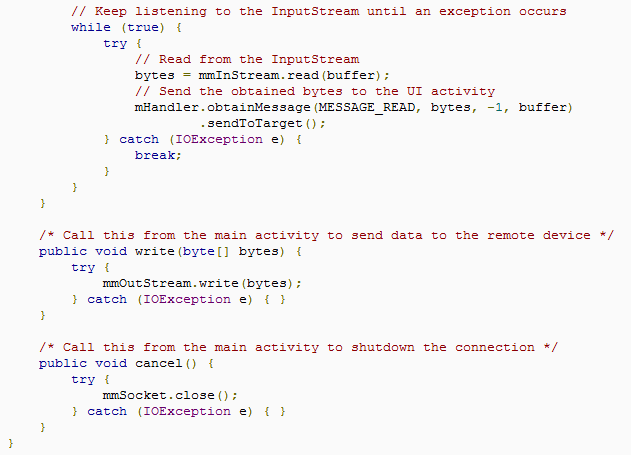 // Keep listening to the InputStream until an exception occurs
while (true) {
try {
// Read from the InputStream
bytes = mmInStream.read(buffer);
// Send the obtained bytes to the UI activity
mHandler.obtainMessage(MESSAGE_READ, bytes, -1, buffer)
.sendToTarget();
} catch (IOException e) {
break;
}
}
}
/* Call this from the main activity to send data to the remote device */
public void write(byte[] bytes) {
try {
mmOutStream.write(bytes);
} catch (IOException e) { }
}
/* Call this from the main activity to shutdown the connection */
public void cancel() {
try {
mmSocket.close();
} catch (IOException e) { }
}
}